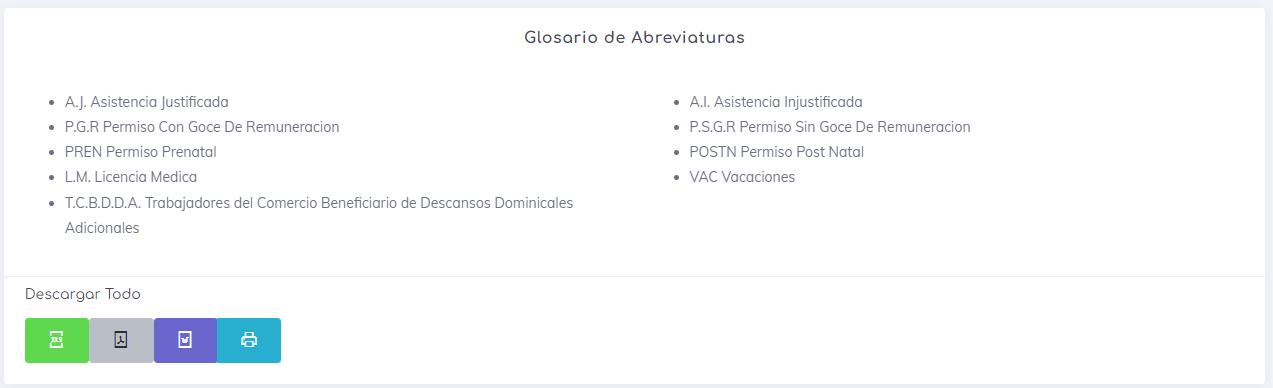 Glosario de Abreviaturas
A.J. Asistencia Justificada
P.G.R Permiso Con Goce De Remuneracion
PREN Permiso Prenatal
L.M. Licencia Medica
T.C.B.D.D.A. Trabajadores del Comercio Beneficiario de Descansos Dominicales
Adicionales
A.I. Asistencia Injustificada
P.S.G.R Permiso Sin Goce De Remuneracion
POSTN Permiso Post Natal
VAC Vacaciones
Descargar Todo
XLS